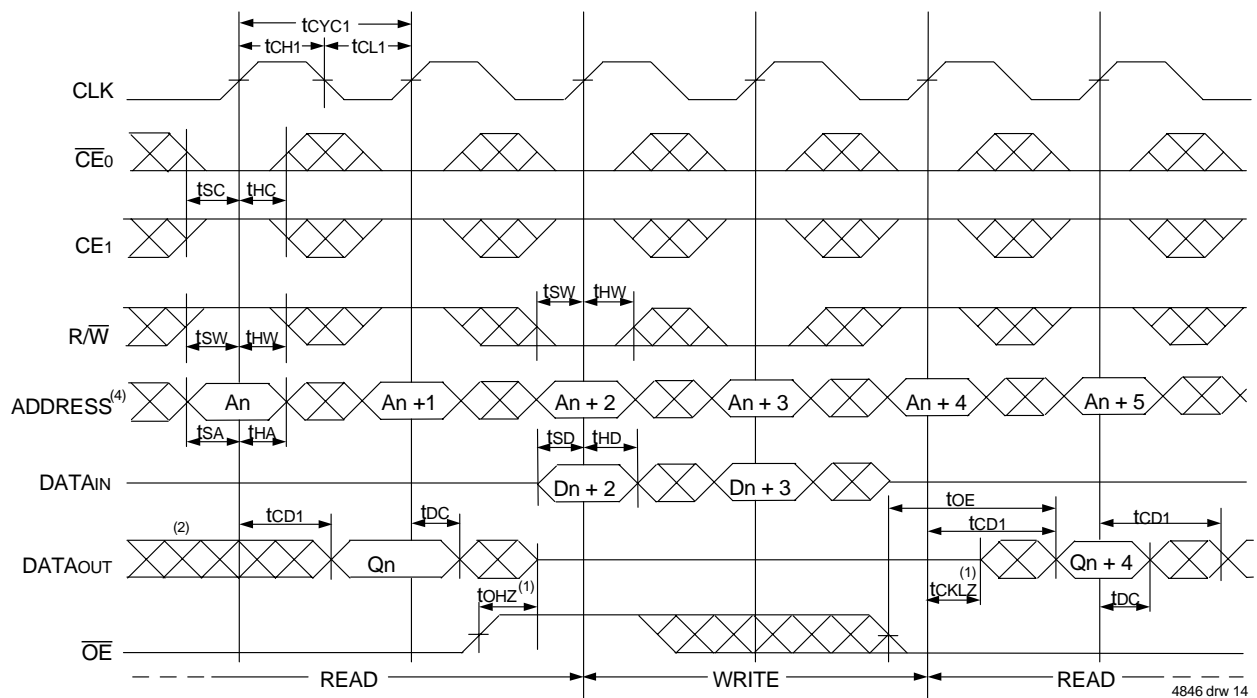 tCYC1
tCH1 tCL1
CLK
CE0
tSC tHC
CE1
tSW tHW
R/W
tSW tHW
ADDRESS(4) An An +1 An + 2 An + 3 An + 4 An + 5
tSA tHA tSD tHD
DATAIN Dn + 2 Dn + 3
tOE
(2) tCD1 tDC tCD1 tCD1
DATAOUT Qn Qn + 4
tOHZ(1) tCKLZ(1) tDC
OE
READ WRITE READ
4846 drw 14